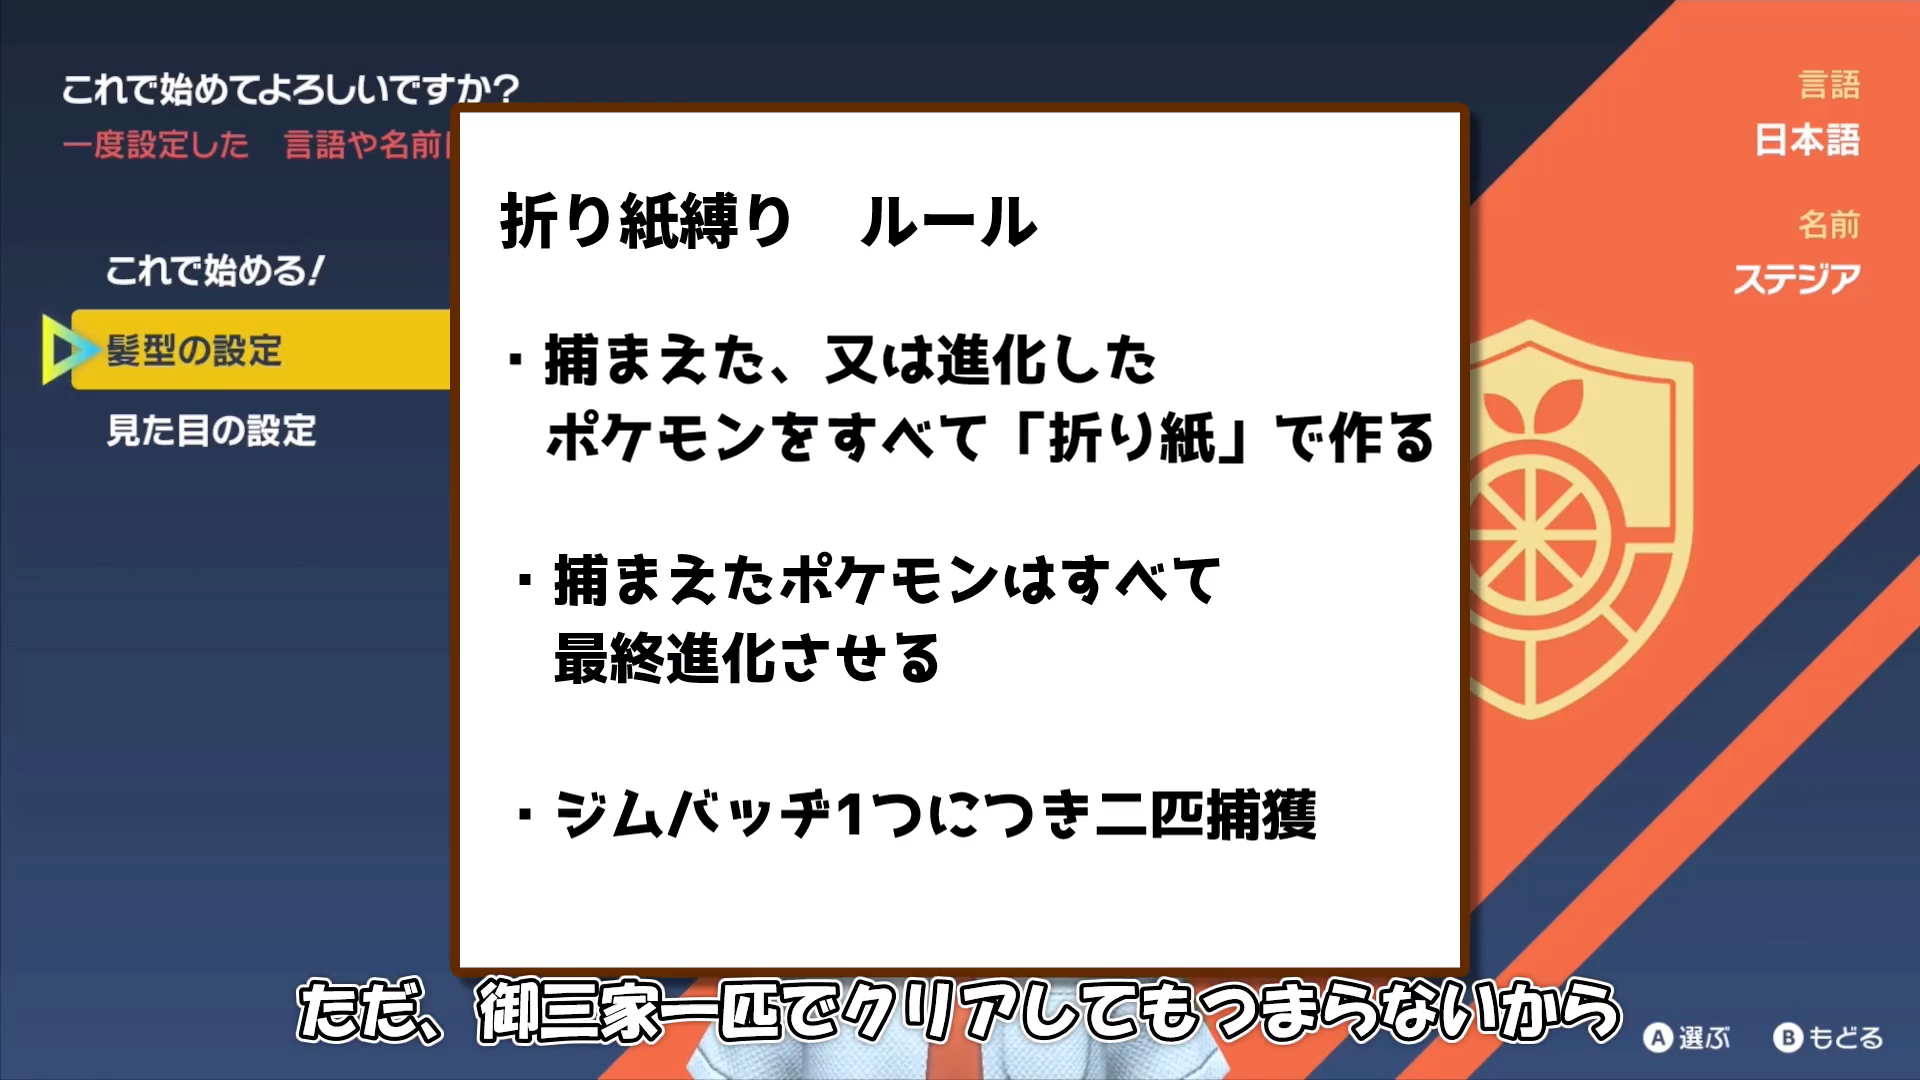 これで始めてよろしいですか?
一度設定した　言語や名前
これで始める!
髪型の設定
見た目の設定
折り紙縛り　ルール
・捕まえた、又は進化した
ポケモンをすべて「折り紙」で作る
・捕まえたポケモンはすべて
最終進化させる
・ジムバッヂ1つにつき二匹捕獲
言語
日本語
名前
ステジア
ただ、御三家一匹でクリアしてもつまらないから
A 選ぶ B もどる